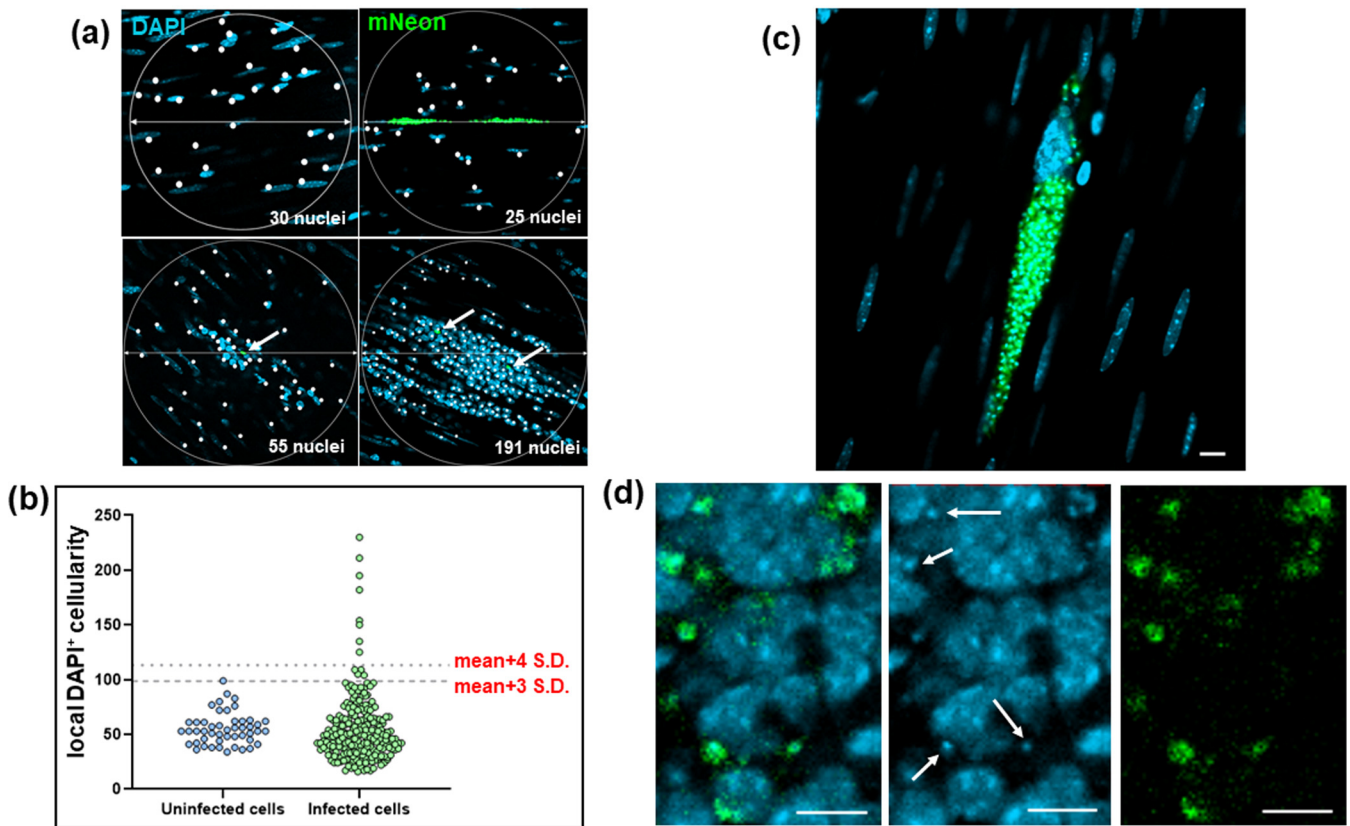 (a)
DAPI
mNeon
30 nuclei
25 nuclei
55 nuclei
191 nuclei
(b)
250
200
150
100
50
0
local DAPI⁺ cellularity
mean+4 S.D.
mean+3 S.D.
Uninfected cells
Infected cells
(c)
(d)